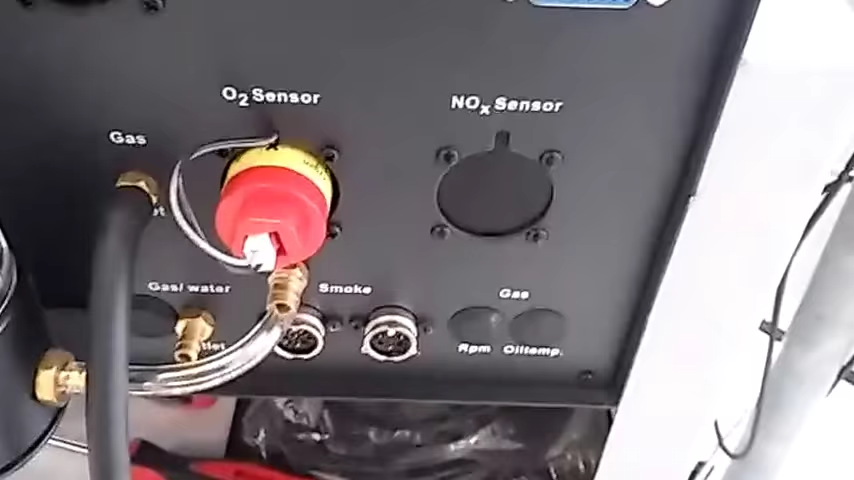 O₂ Sensor
NOₓ Sensor
Gas
Gas/water
Smoke
Gas
Rpm
Oiltemp.